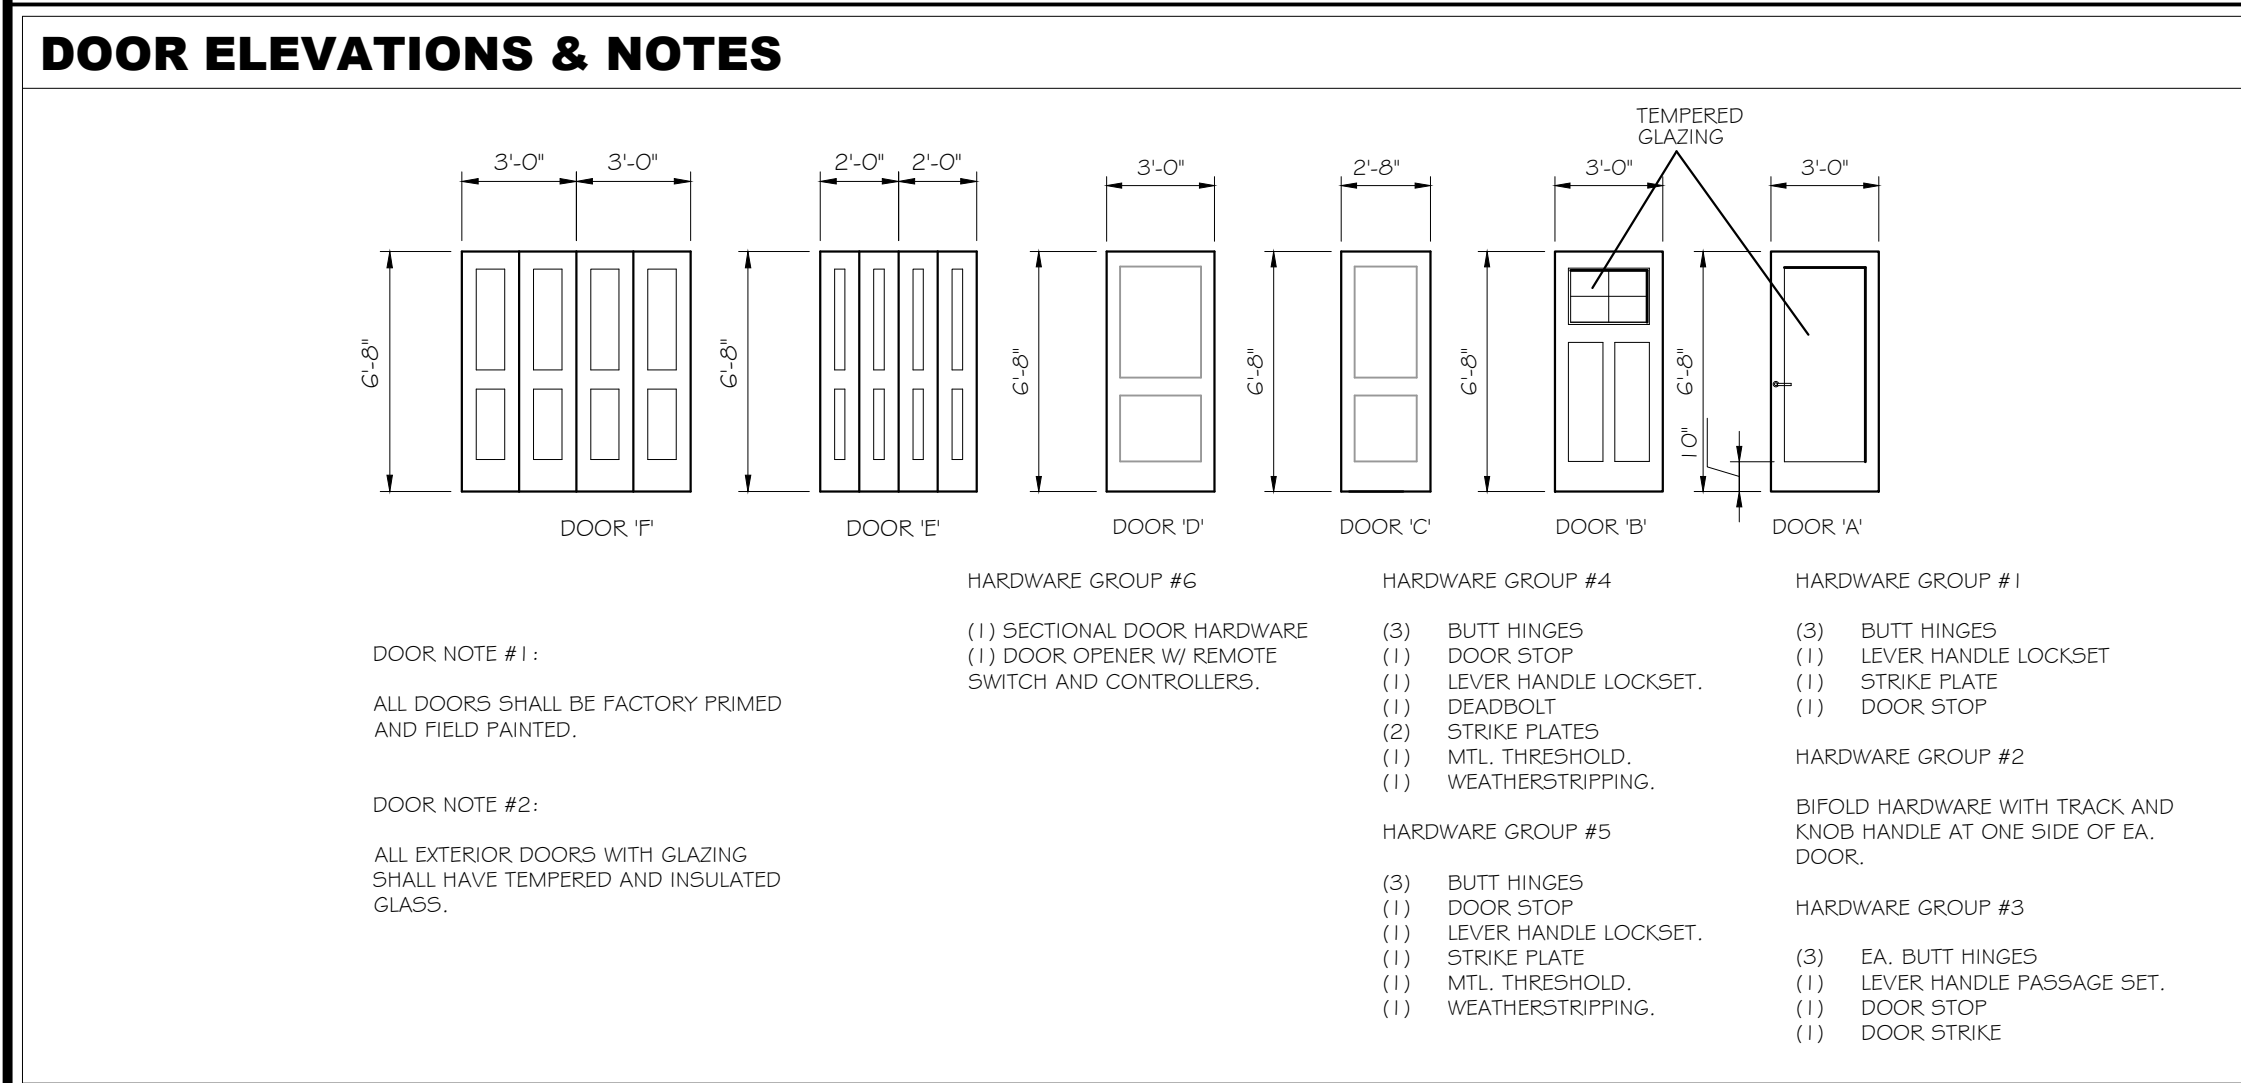 DOOR ELEVATIONS & NOTES
TEMPERED
GLAZING
3'-0" 3'-0"
6'-8"
DOOR 'F'
2'-0" 2'-0"
6'-8"
DOOR 'E'
3'-0"
6'-8"
DOOR 'D'
2'-8"
6'-8"
DOOR 'C'
3'-0"
6'-8"
DOOR 'B'
3'-0"
6'-8"
10"
DOOR 'A'
DOOR NOTE #1:
ALL DOORS SHALL BE FACTORY PRIMED
AND FIELD PAINTED.
DOOR NOTE #2:
ALL EXTERIOR DOORS WITH GLAZING
SHALL HAVE TEMPERED AND INSULATED
GLASS.
HARDWARE GROUP #6
(1) SECTIONAL DOOR HARDWARE
(1) DOOR OPENER W/ REMOTE
SWITCH AND CONTROLLERS.
HARDWARE GROUP #4
(3) BUTT HINGES
(1) DOOR STOP
(1) LEVER HANDLE LOCKSET.
(1) DEADBOLT
(2) STRIKE PLATES
(1) MTL. THRESHOLD.
(1) WEATHERSTRIPPING.
HARDWARE GROUP #5
(3) BUTT HINGES
(1) DOOR STOP
(1) LEVER HANDLE LOCKSET.
(1) STRIKE PLATE
(1) MTL. THRESHOLD.
(1) WEATHERSTRIPPING.
HARDWARE GROUP #1
(3) BUTT HINGES
(1) LEVER HANDLE LOCKSET
(1) STRIKE PLATE
(1) DOOR STOP
HARDWARE GROUP #2
BIFOLD HARDWARE WITH TRACK AND
KNOB HANDLE AT ONE SIDE OF EA.
DOOR.
HARDWARE GROUP #3
(3) EA. BUTT HINGES
(1) LEVER HANDLE PASSAGE SET.
(1) DOOR STOP
(1) DOOR STRIKE